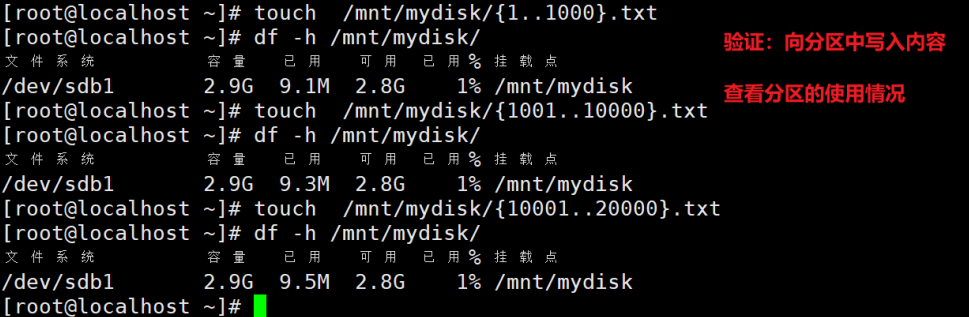 [root@localhost ~]# touch  /mnt/mydisk/{1..1000}.txt
[root@localhost ~]# df -h /mnt/mydisk/
验证：向分区中写入内容
文件系统        容量  已用  可用  已用% 挂载点
/dev/sdb1       2.9G  9.1M  2.8G    1% /mnt/mydisk
查看分区的使用情况
[root@localhost ~]# touch  /mnt/mydisk/{1001..10000}.txt
[root@localhost ~]# df -h /mnt/mydisk/
文件系统        容量  已用  可用  已用% 挂载点
/dev/sdb1       2.9G  9.3M  2.8G    1% /mnt/mydisk
[root@localhost ~]# touch  /mnt/mydisk/{10001..20000}.txt
[root@localhost ~]# df -h /mnt/mydisk/
文件系统        容量  已用  可用  已用% 挂载点
/dev/sdb1       2.9G  9.5M  2.8G    1% /mnt/mydisk
[root@localhost ~]#